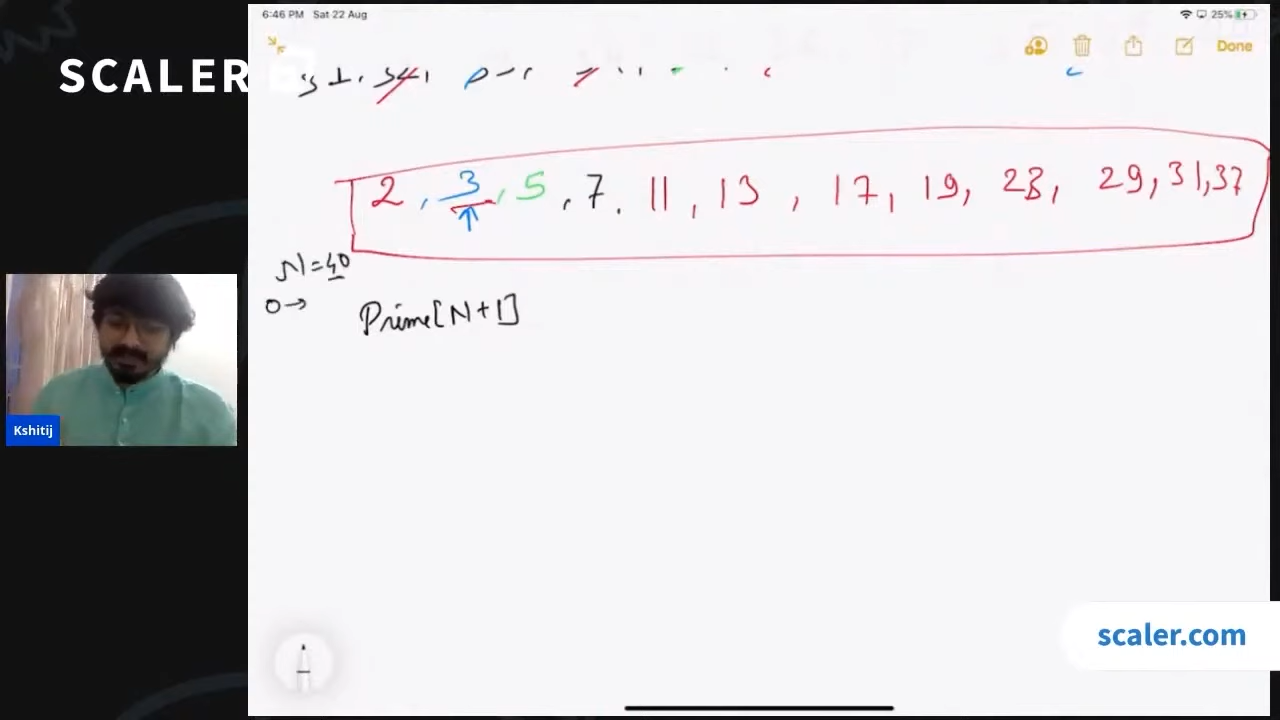 6:46 PM Sat 22 Aug
25%
SCALER
Done
2, 3, 5, 7. 11, 13, 17, 19, 23, 29, 31, 37
N=40
0→ Prime[N+1]
Kshitij
scaler.com